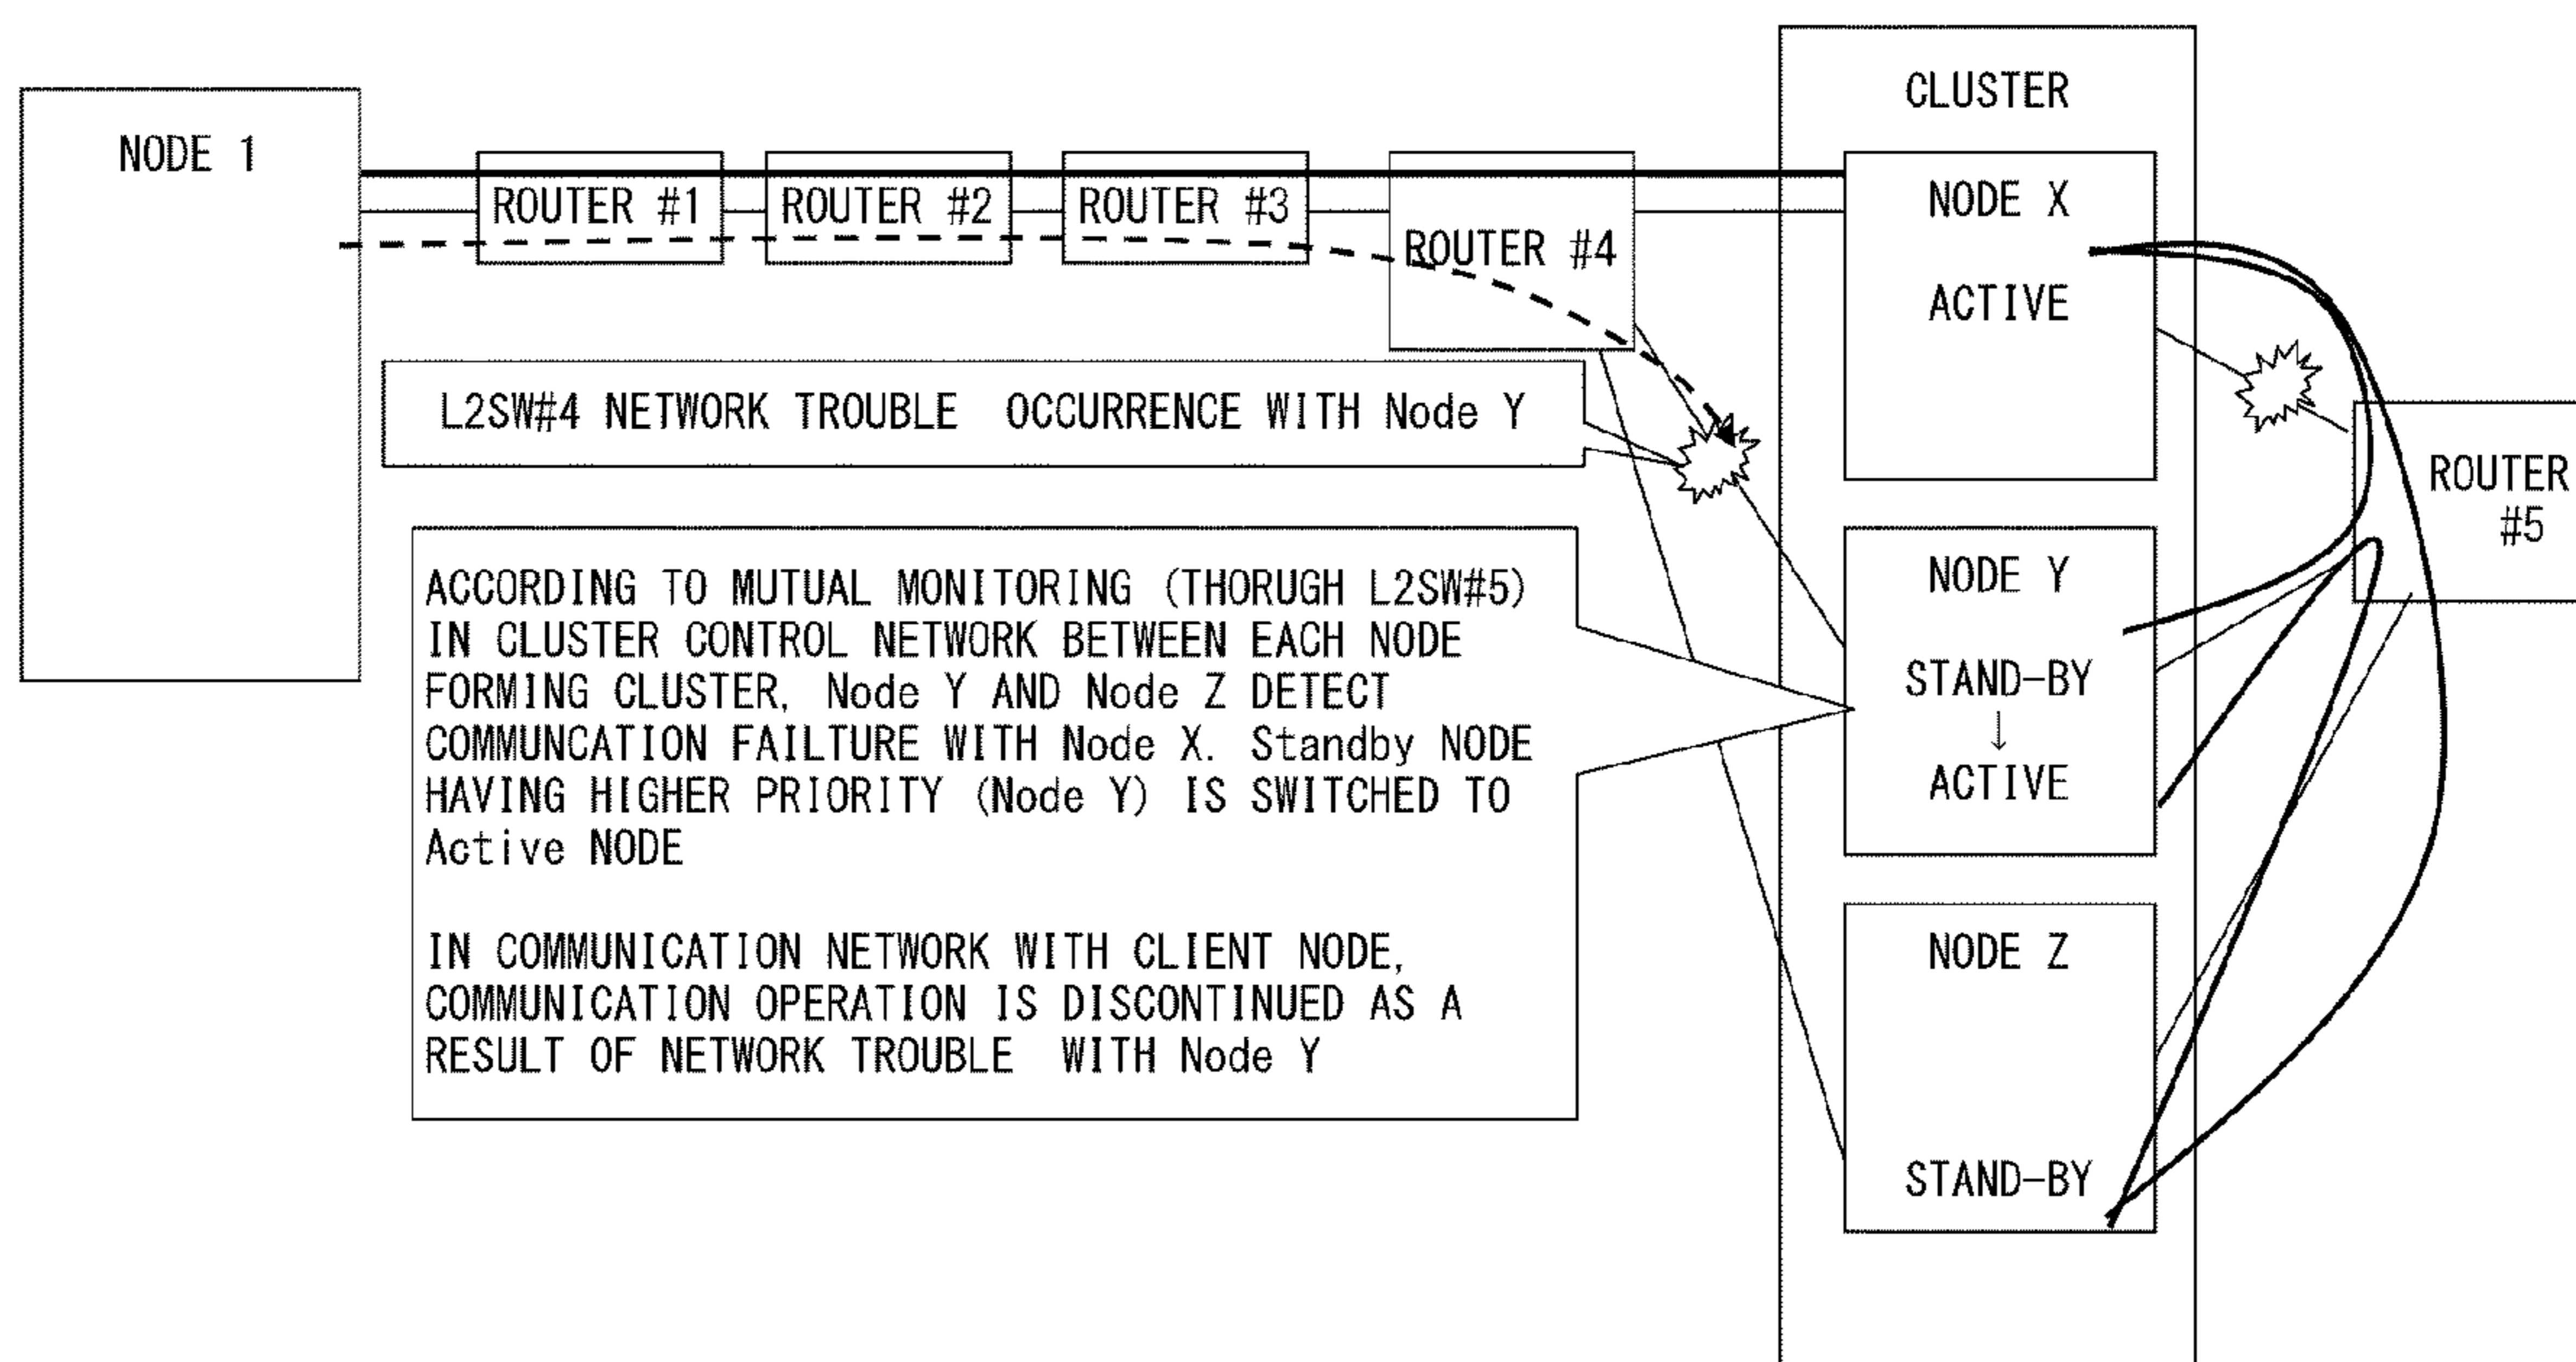 CLUSTER
NODE 1
ROUTER #1
ROUTER #2
ROUTER #3
ROUTER #4
NODE X
ACTIVE
L2SW#4 NETWORK TROUBLE OCCURRENCE WITH Node Y
ROUTER
#5
ACCORDING TO MUTUAL MONITORING (THORUGH L2SW#5)
IN CLUSTER CONTROL NETWORK BETWEEN EACH NODE
FORMING CLUSTER, Node Y AND Node Z DETECT
COMMUNCATION FAILTURE WITH Node X. Standby NODE
HAVING HIGHER PRIORITY (Node Y) IS SWITCHED TO
Active NODE
IN COMMUNICATION NETWORK WITH CLIENT NODE,
COMMUNICATION OPERATION IS DISCONTINUED AS A
RESULT OF NETWORK TROUBLE WITH Node Y
NODE Y
STAND-BY
↓
ACTIVE
NODE Z
STAND-BY